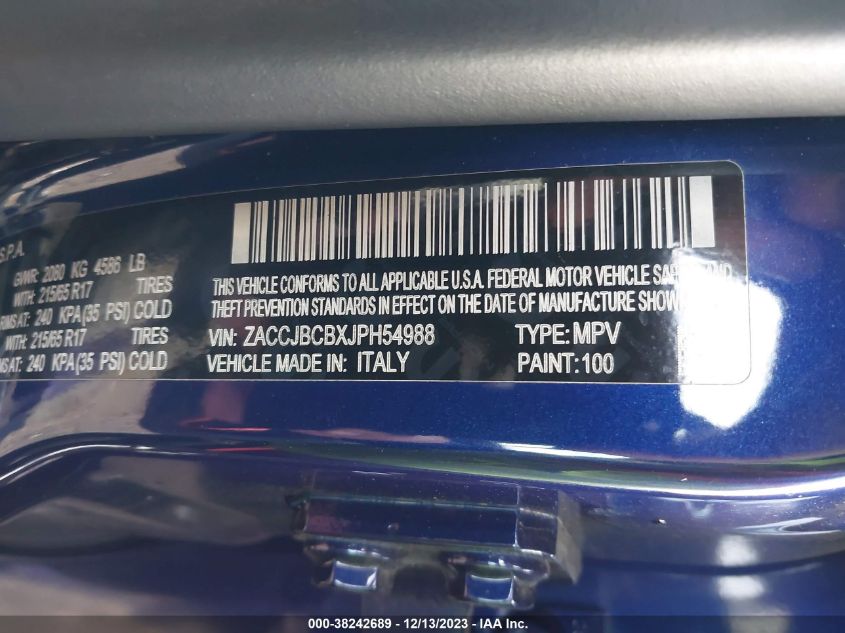 S.P.A.
GVWR: 2080 KG 4586 LB
WITH: 215/65 R17 TIRES
RIMS AT: 240 KPA(35 PSI) COLD
WITH: 215/65 R17 TIRES
RIMS AT: 240 KPA(35 PSI) COLD
THIS VEHICLE CONFORMS TO ALL APPLICABLE U.S.A. FEDERAL MOTOR VEHICLE SAFETY AND
THEFT PREVENTION STANDARDS IN EFFECT ON THE DATE OF MANUFACTURE SHOWN
VIN: ZACCJBCBXJPH54988 TYPE: MPV
VEHICLE MADE IN: ITALY PAINT: 100
000-38242689 - 12/13/2023 - IAA Inc.